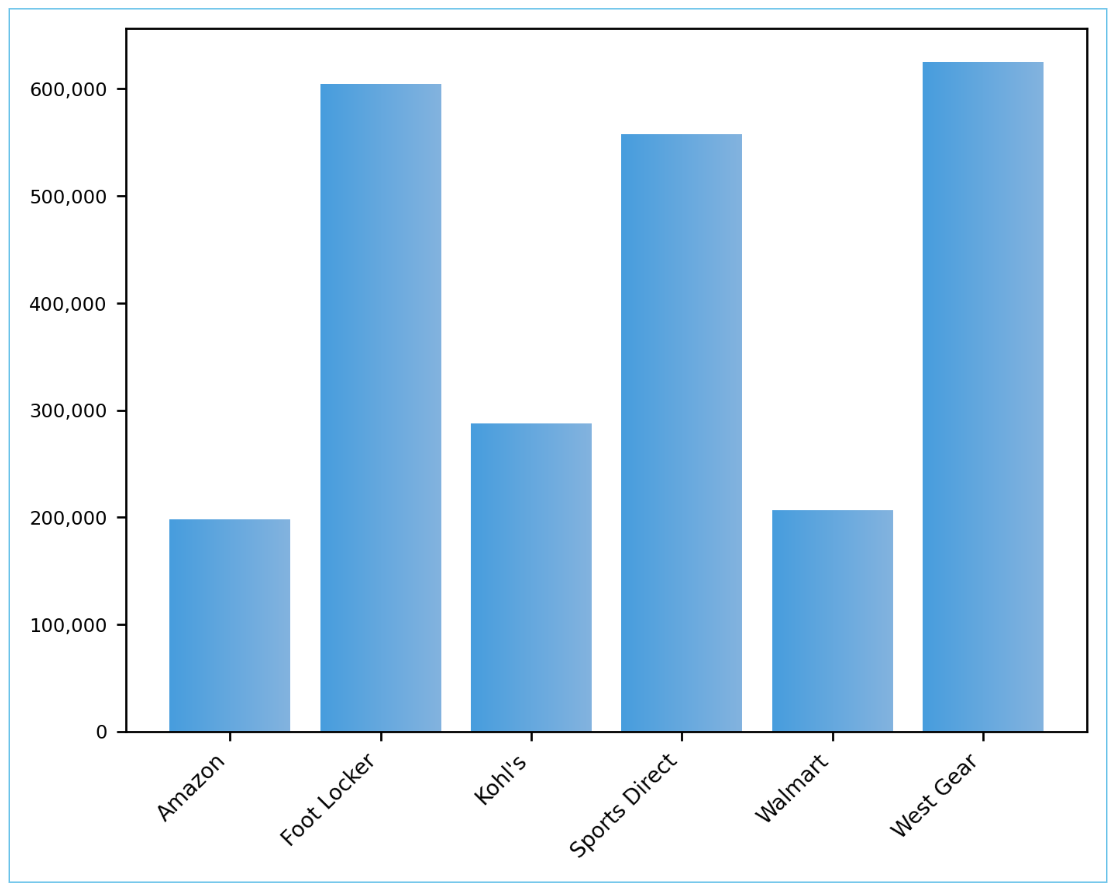 600,000
500,000
400,000
300,000
200,000
100,000
0
Amazon
Foot Locker
Kohl's
Sports Direct
Walmart
West Gear